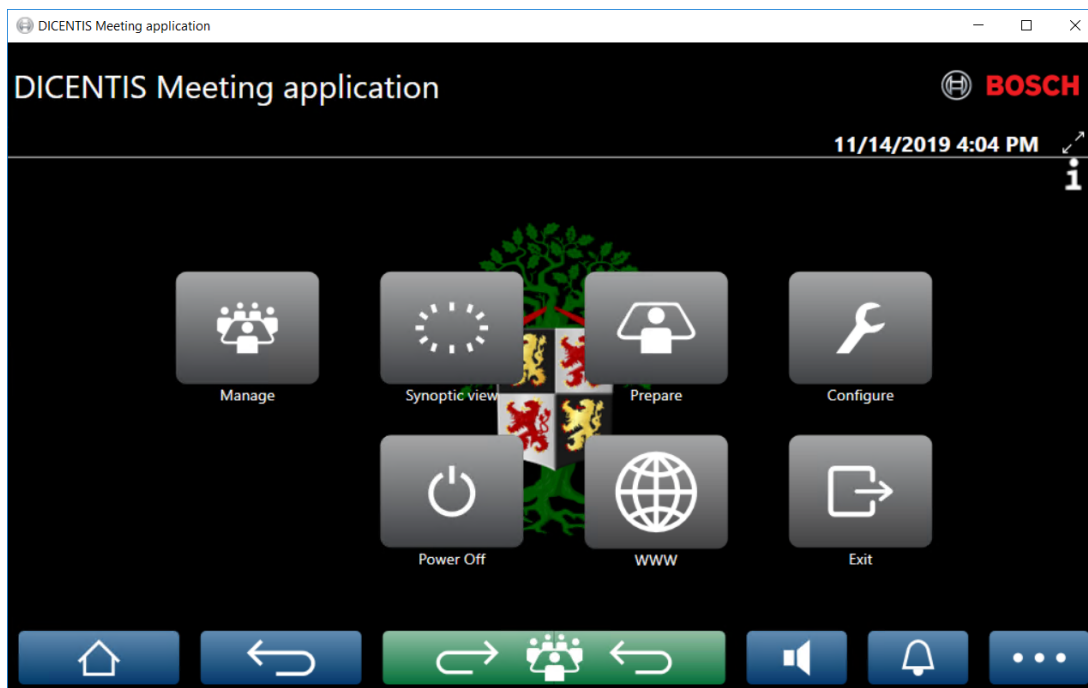 DICENTIS Meeting application
DICENTIS Meeting application
BOSCH
11/14/2019 4:04 PM
i
Manage
Synoptic view
Prepare
Configure
Power Off
WWW
Exit